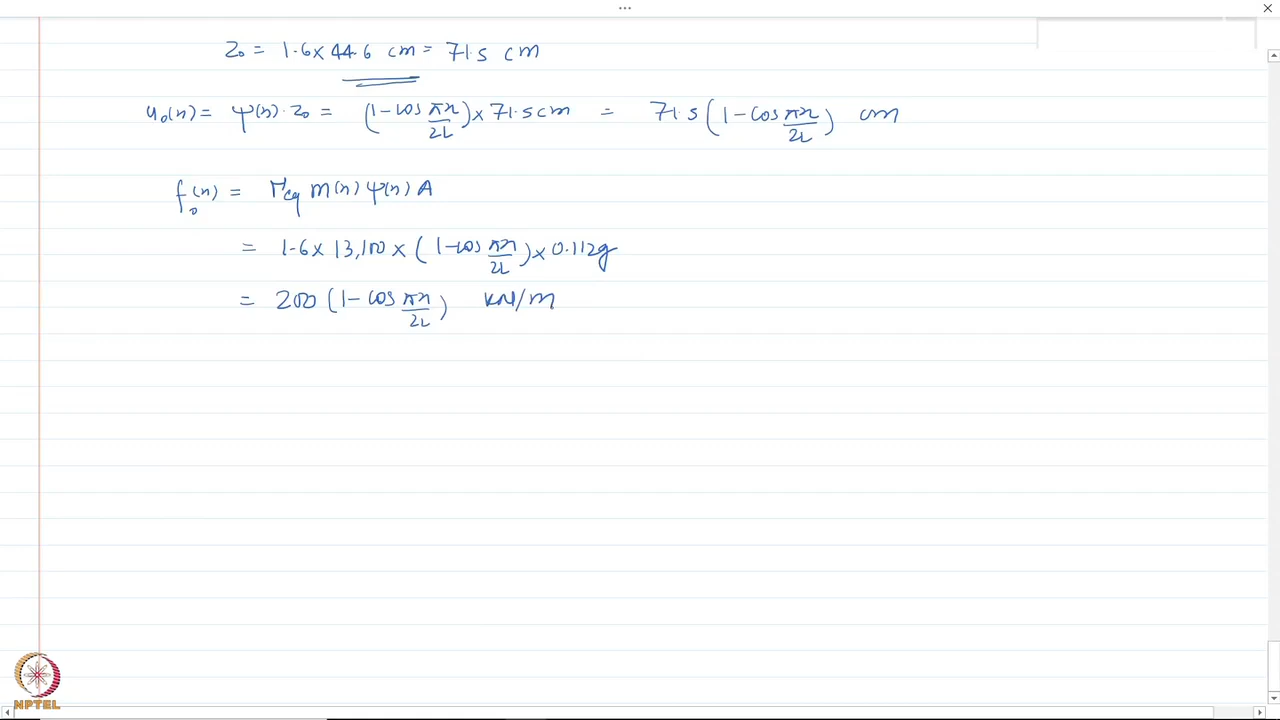 z₀ = 1.6 × 44.6 cm = 71.5 cm
u₀(x) = ψ(x)·z₀ = (1 - cos πx/2L) × 71.5 cm = 71.5 (1 - cos πx/2L) cm
f₀(x) = Γeq m(x) ψ(x) A
= 1.6 × 13,100 × (1 - cos πx/2L) × 0.112g
= 200 (1 - cos πx/2L) kN/m
NPTEL